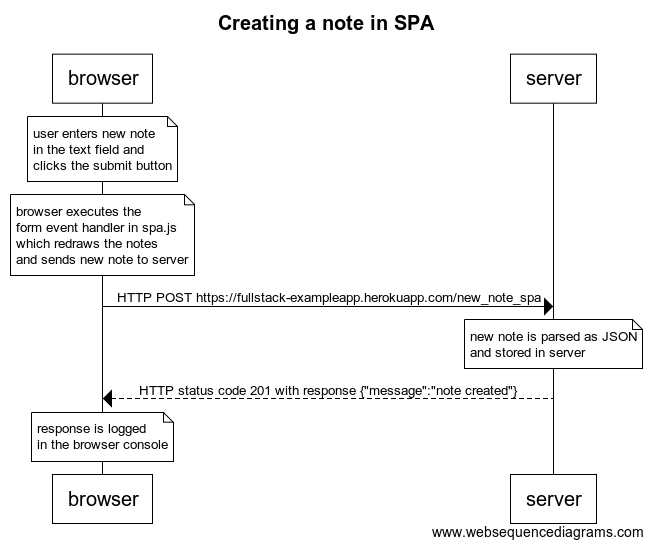 Creating a note in SPA
browser
server
user enters new note
in the text field and
clicks the submit button
browser executes the
form event handler in spa.js
which redraws the notes
and sends new note to server
HTTP POST https://fullstack-exampleapp.herokuapp.com/new_note_spa
new note is parsed as JSON
and stored in server
HTTP status code 201 with response {"message":"note created"}
response is logged
in the browser console
browser
server
www.websequencediagrams.com